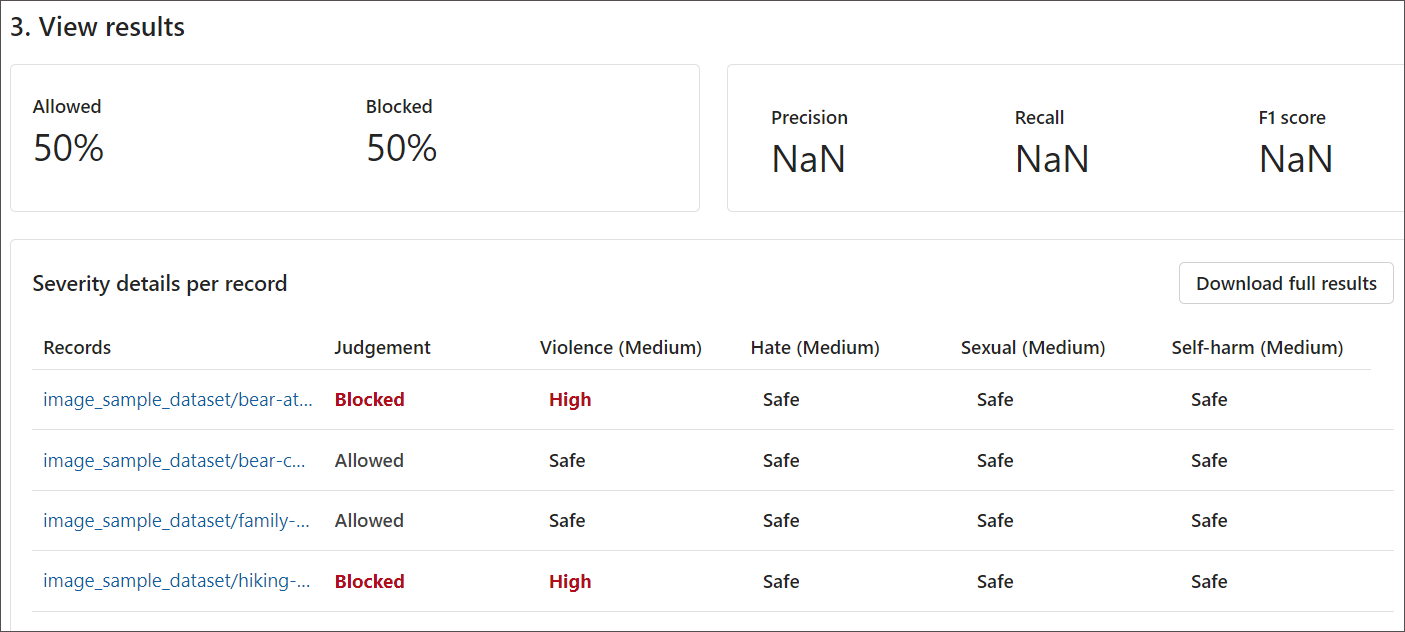 3. View results
Allowed Blocked
50% 50%
Precision Recall F1 score
NaN NaN NaN
Severity details per record Download full results
Records Judgement Violence (Medium) Hate (Medium) Sexual (Medium) Self-harm (Medium)
image_sample_dataset/bear-at... Blocked High Safe Safe Safe
image_sample_dataset/bear-c... Allowed Safe Safe Safe Safe
image_sample_dataset/family-... Allowed Safe Safe Safe Safe
image_sample_dataset/hiking-... Blocked High Safe Safe Safe